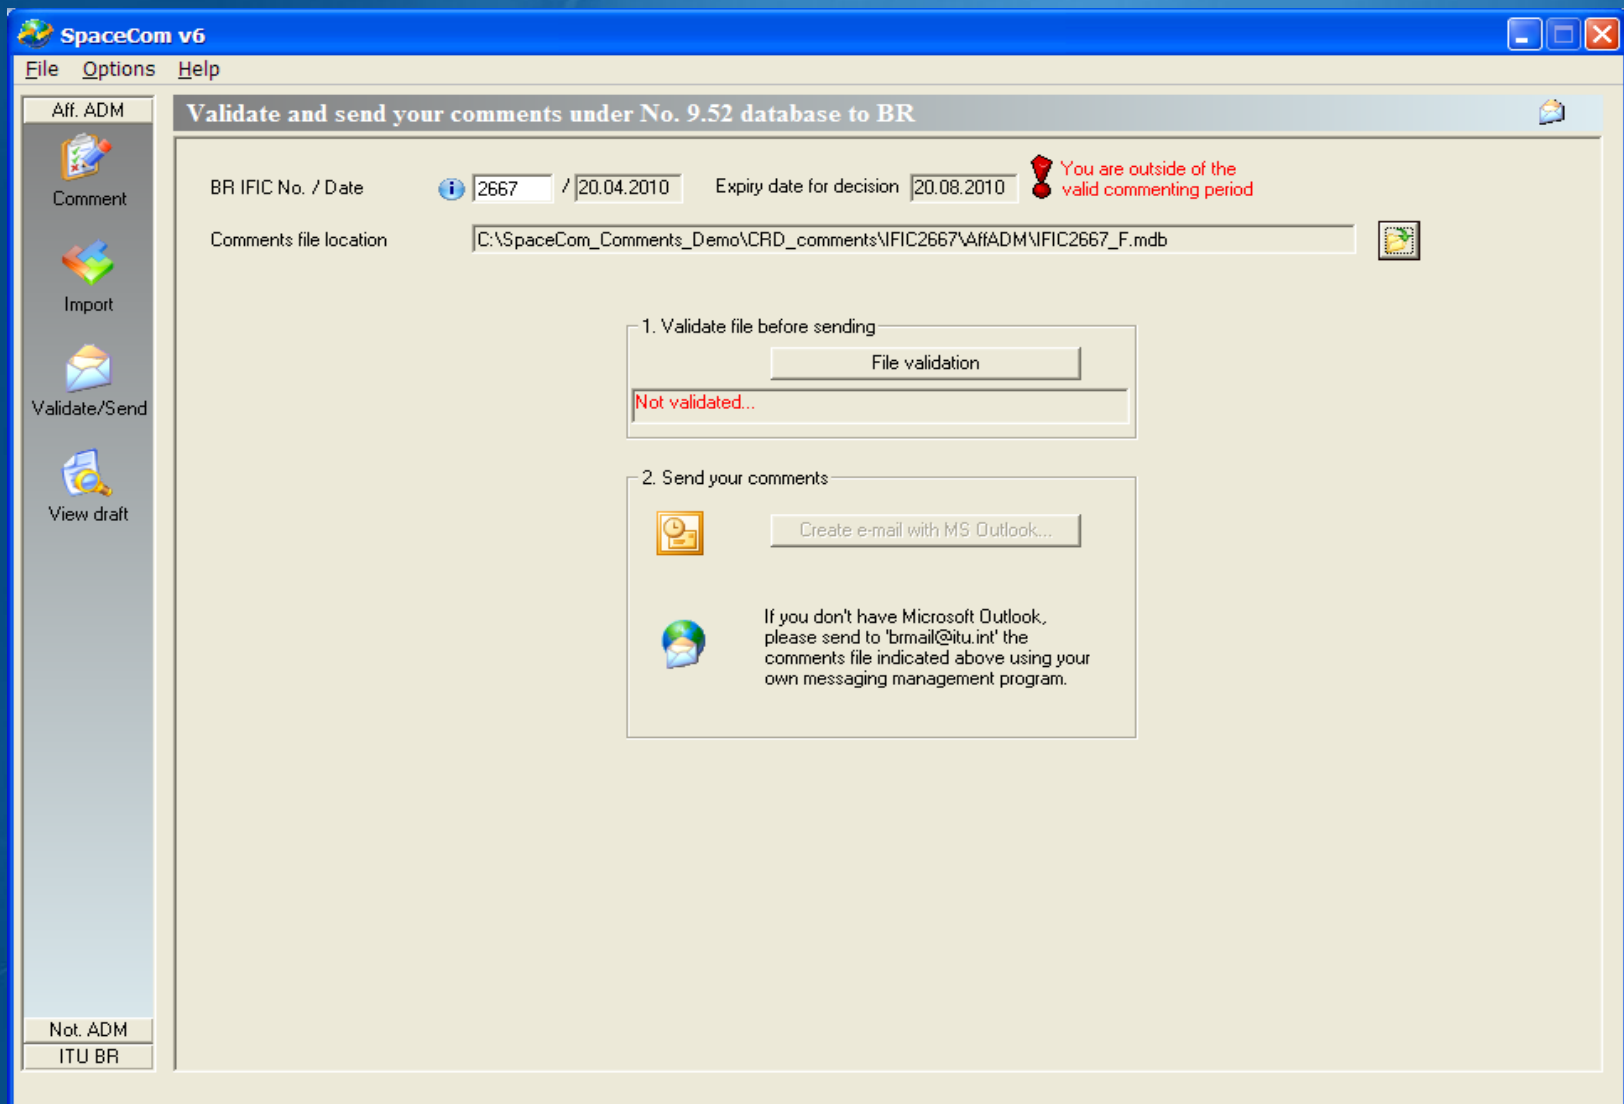 SpaceCom v6
File Options Help
Aff. ADM
Comment
Import
Validate/Send
View draft
Not. ADM
ITU BR
Validate and send your comments under No. 9.52 database to BR
BR IFIC No. / Date 2667 / 20.04.2010 Expiry date for decision 20.08.2010
You are outside of the
valid commenting period
Comments file location C:\SpaceCom_Comments_Demo\CRD_comments\IFIC2667\AffADM\IFIC2667_F.mdb
1. Validate file before sending
File validation
Not validated...
2. Send your comments
Create e-mail with MS Outlook...
If you don't have Microsoft Outlook,
please send to 'brmail@itu.int' the
comments file indicated above using your
own messaging management program.